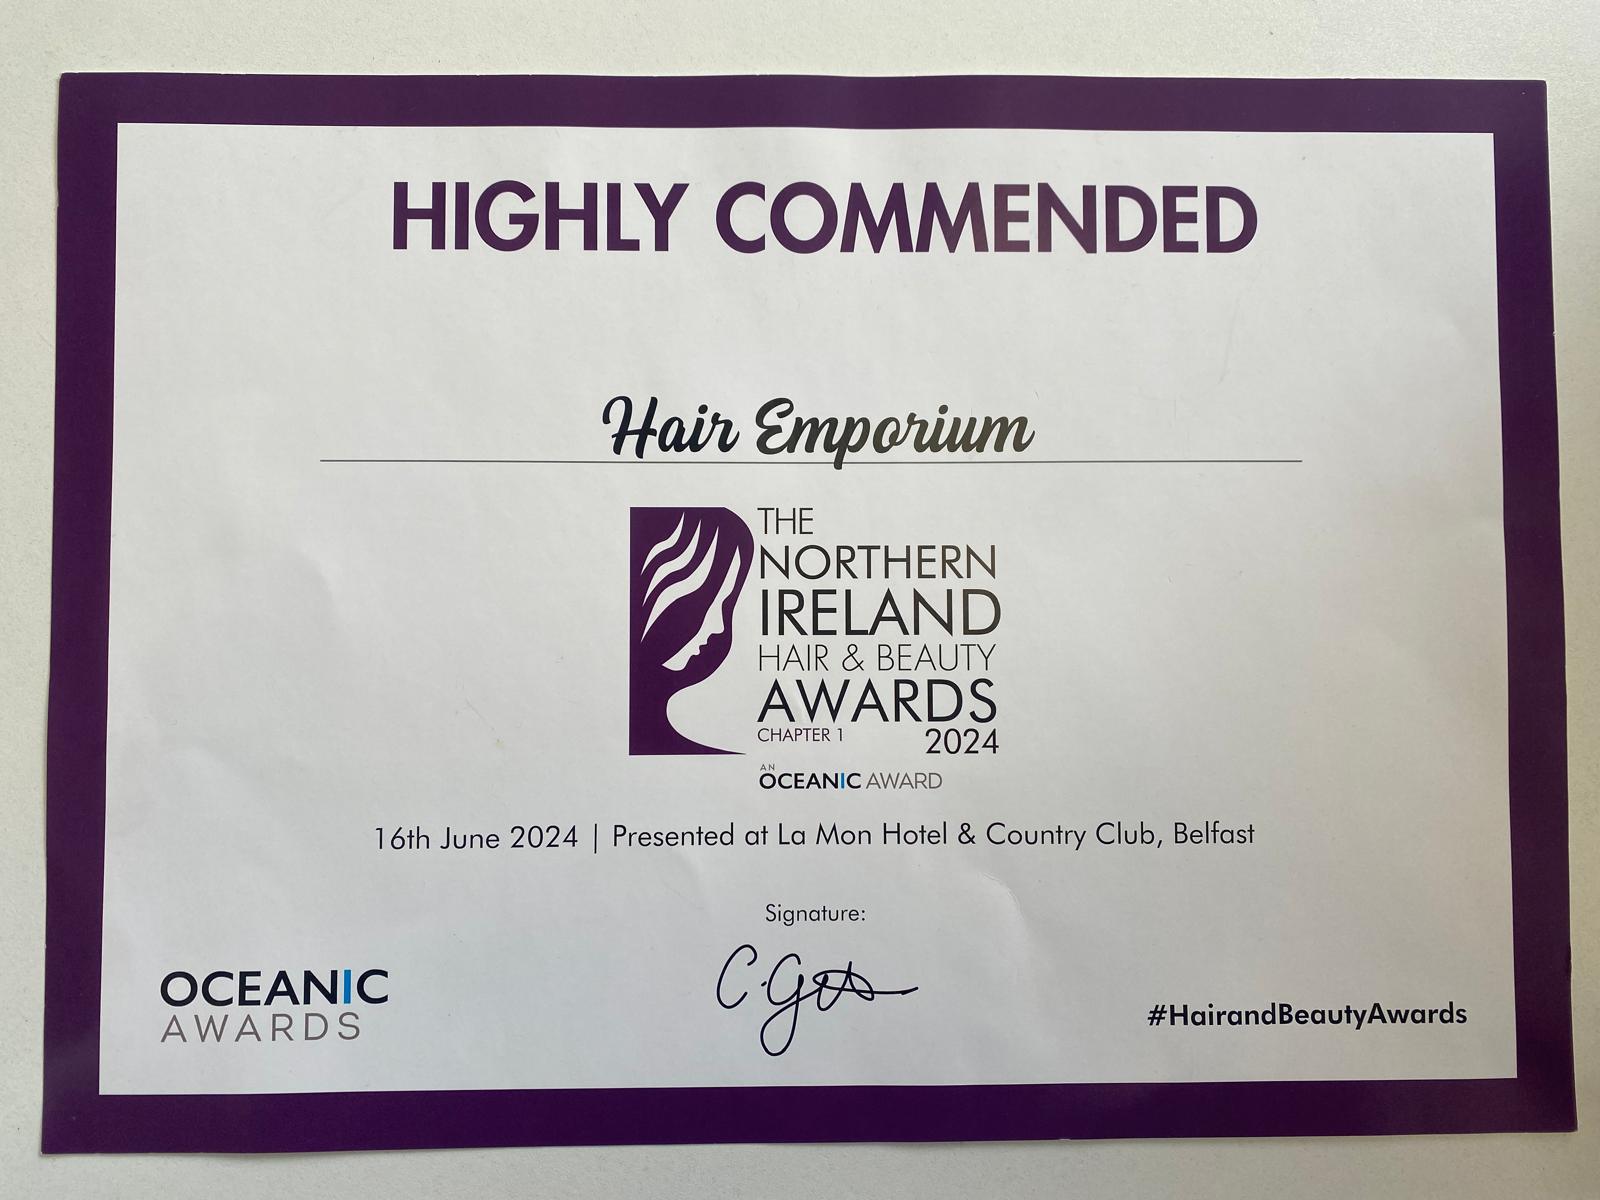 HIGHLY COMMENDED
Hair Emporium
THE
NORTHERN
IRELAND
HAIR & BEAUTY
AWARDS
CHAPTER 1 2024
AN
OCEANIC AWARD
16th June 2024 | Presented at La Mon Hotel & Country Club, Belfast
Signature:
OCEANIC
AWARDS
#HairandBeautyAwards